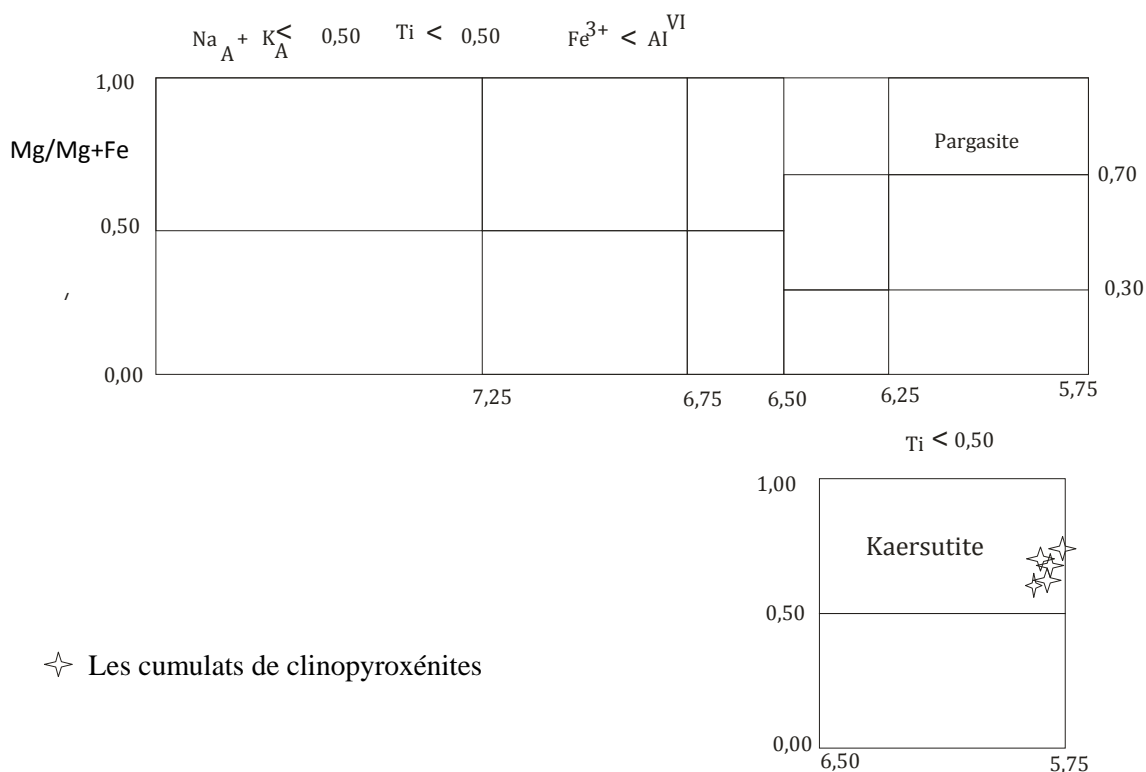 Na A + K A < 0,50 Ti < 0,50 Fe3+ < AlVI
1,00
Mg/Mg+Fe
Pargasite
0,70
0,50
,
0,30
0,00
7,25 6,75 6,50 6,25 5,75
Ti < 0,50
1,00
Kaersutite
0,50
Les cumulats de clinopyroxénites
0,00
6,50 5,75